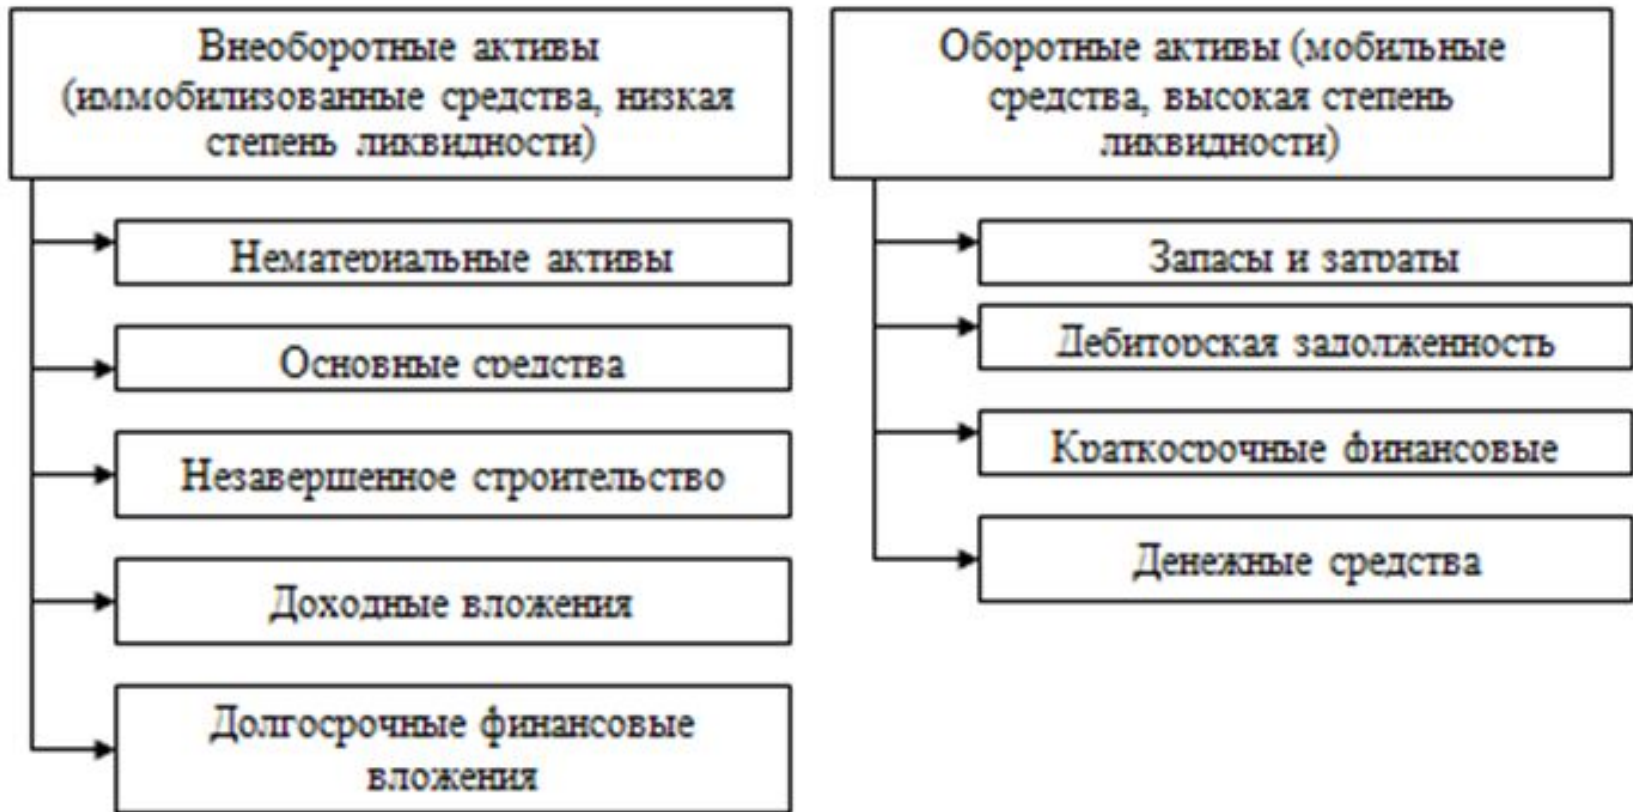 Внеоборотные активы
(иммобилизованные средства, низкая
степень ликвидности)
Нематериальные активы
Основные средства
Незавершенное строительство
Доходные вложения
Долгосрочные финансовые
вложения
Оборотные активы (мобильные
средства, высокая степень
ликвидности)
Запасы и затраты
Дебиторская задолженность
Краткосрочные финансовые
Денежные средства